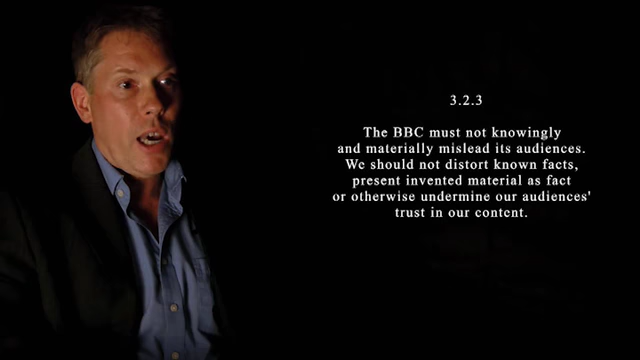 3.2.3
The BBC must not knowingly
and materially mislead its audiences.
We should not distort known facts,
present invented material as fact
or otherwise undermine our audiences'
trust in our content.